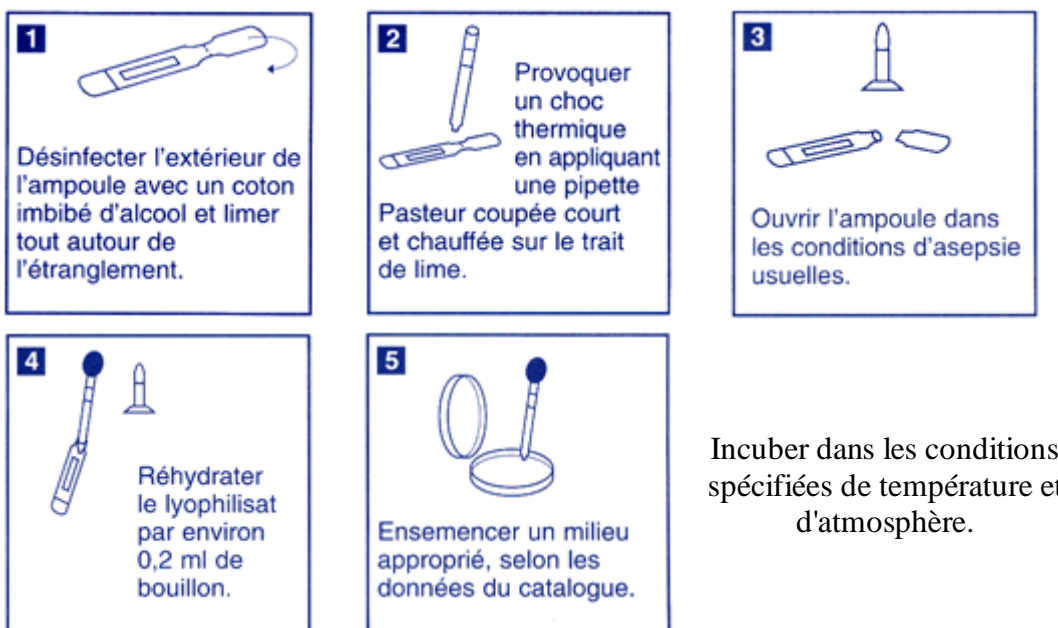 1
Désinfecter l'extérieur de
l'ampoule avec un coton
imbibé d'alcool et limer
tout autour de
l'étranglement.
2
Provoquer
un choc
thermique
en appliquant
une pipette
Pasteur coupée court
et chauffée sur le trait
de lime.
3
Ouvrir l'ampoule dans
les conditions d'asepsie
usuelles.
4
Réhydrater
le lyophilisat
par environ
0,2 ml de
bouillon.
5
Ensemencer un milieu
approprié, selon les
données du catalogue.
Incuber dans les conditions
spécifiées de température et
d'atmosphère.